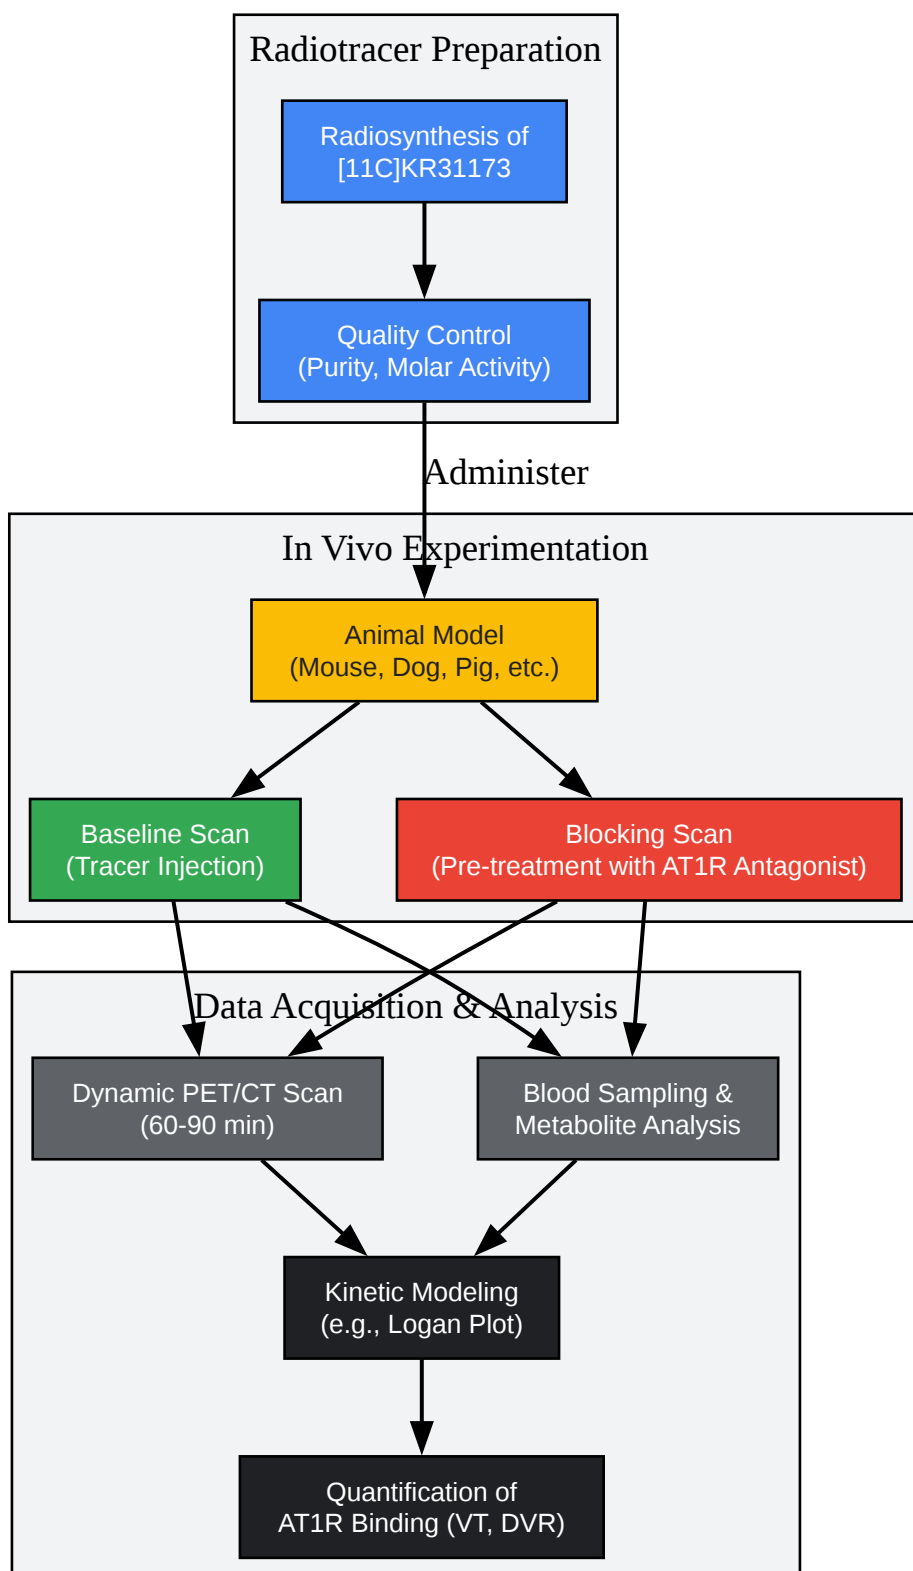 Radiotracer Preparation
Radiosynthesis of
[11C]KR31173
Quality Control
(Purity, Molar Activity)
Administer
In Vivo Experimentation
Animal Model
(Mouse, Dog, Pig, etc.)
Baseline Scan
(Tracer Injection)
Blocking Scan
(Pre-treatment with AT1R Antagonist)
Data Acquisition & Analysis
Dynamic PET/CT Scan
(60-90 min)
Blood Sampling &
Metabolite Analysis
Kinetic Modeling
(e.g., Logan Plot)
Quantification of
AT1R Binding (VT, DVR)